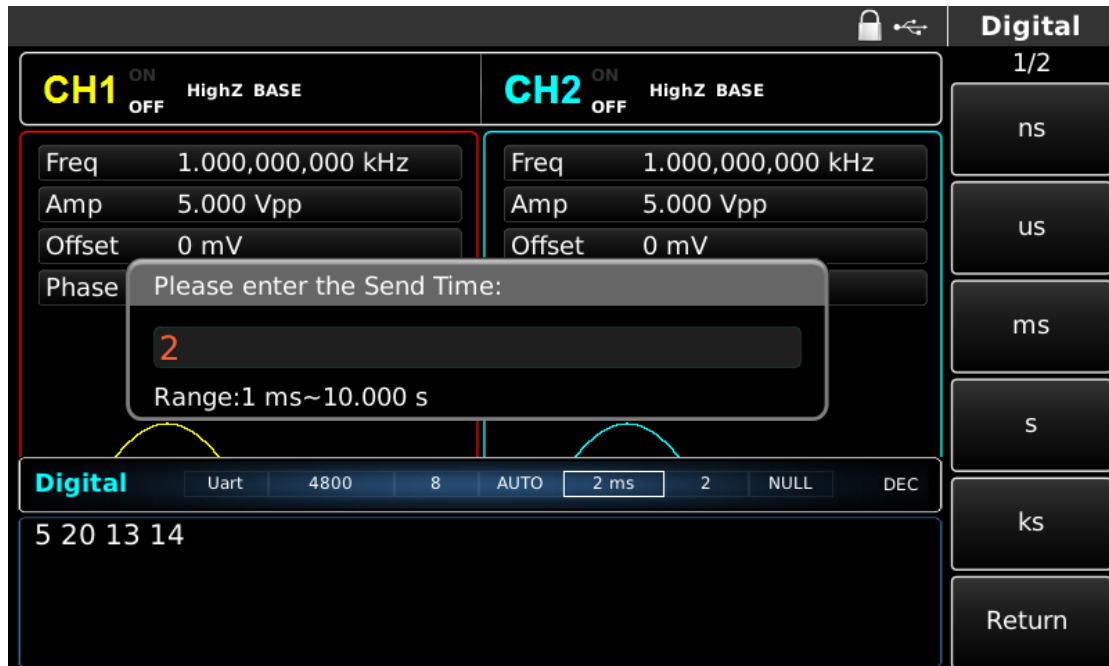 Digital
1/2
CH1 ON OFF HighZ BASE
CH2 ON OFF HighZ BASE
Freq 1.000,000,000 kHz
Amp 5.000 Vpp
Offset 0 mV
Phase
Freq 1.000,000,000 kHz
Amp 5.000 Vpp
Offset 0 mV
Please enter the Send Time:
2
Range:1 ms~10.000 s
Digital Uart 4800 8 AUTO 2 ms 2 NULL DEC
5 20 13 14
ns
us
ms
s
ks
Return